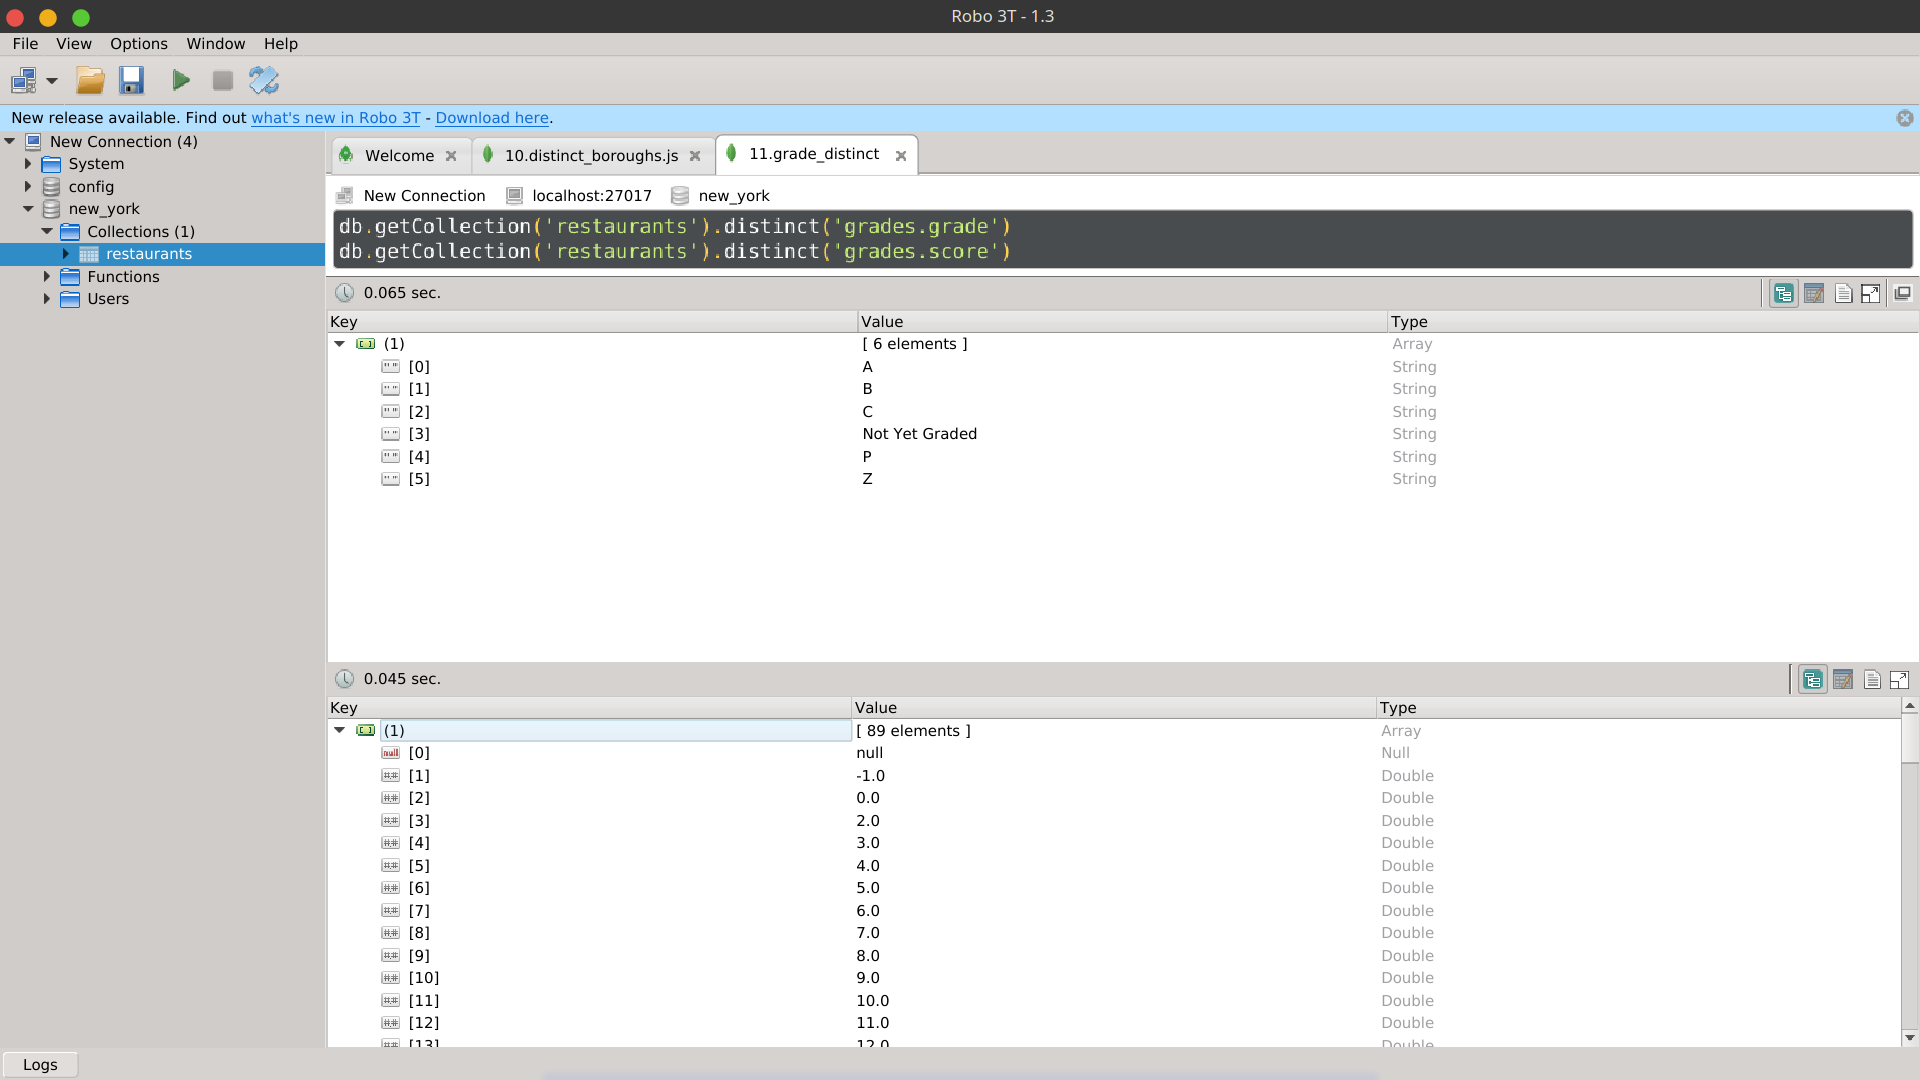 Robo 3T - 1.3
File View Options Window Help
New release available. Find out what's new in Robo 3T - Download here.
New Connection (4)
System
config
new_york
Collections (1)
restaurants
Functions
Users
Welcome 10.distinct_boroughs.js 11.grade_distinct
New Connection localhost:27017 new_york
db.getCollection('restaurants').distinct('grades.grade')
db.getCollection('restaurants').distinct('grades.score')
0.065 sec.
Key Value Type
(1) [ 6 elements ] Array
[0] A String
[1] B String
[2] C String
[3] Not Yet Graded String
[4] P String
[5] Z String
0.045 sec.
Key Value Type
(1) [ 89 elements ] Array
null [0] null Null
[1] -1.0 Double
[2] 0.0 Double
[3] 2.0 Double
[4] 3.0 Double
[5] 4.0 Double
[6] 5.0 Double
[7] 6.0 Double
[8] 7.0 Double
[9] 8.0 Double
[10] 9.0 Double
[11] 10.0 Double
[12] 11.0 Double
[13] 12.0 Double
Logs